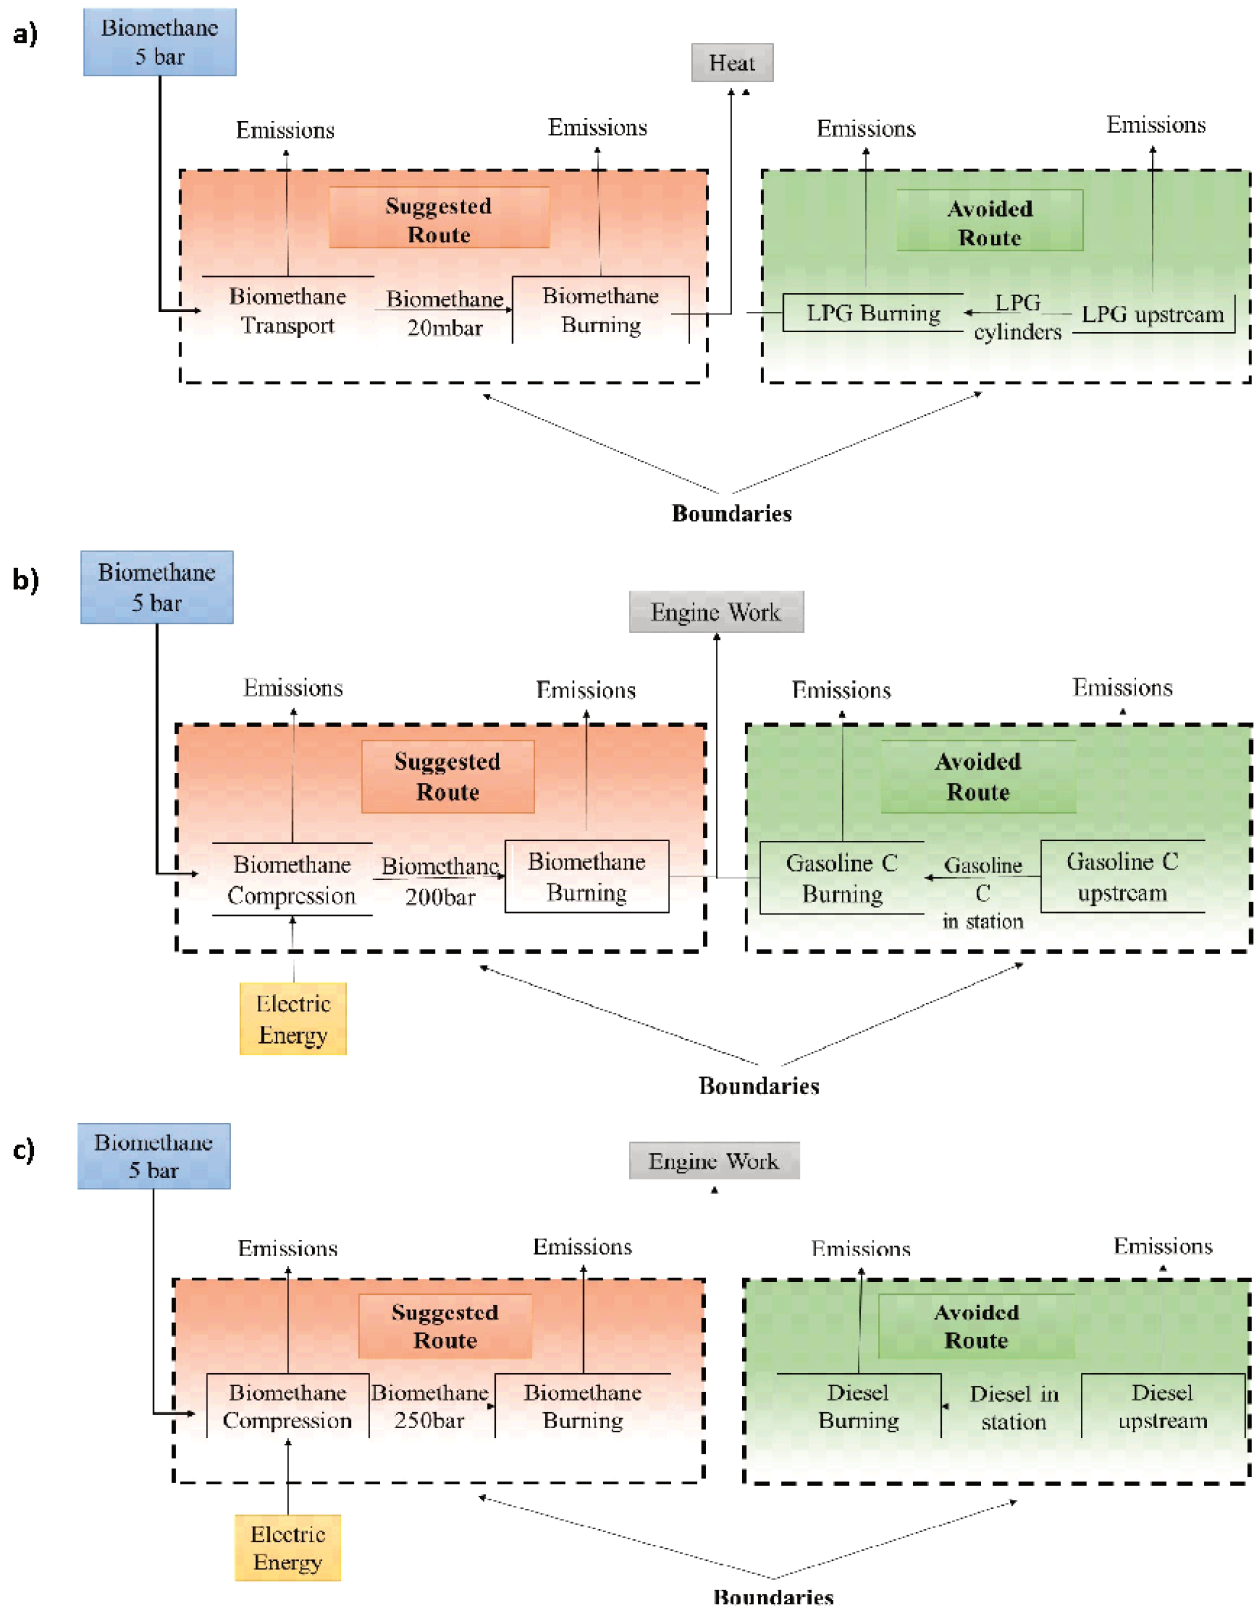 a)
Biomethane
5 bar
Heat
Emissions
Emissions
Emissions
Emissions
Suggested
Route
Avoided
Route
Biomethane
Transport
Biomethane
20mbar
Biomethane
Burning
LPG Burning
LPG
cylinders
LPG upstream
Boundaries
b)
Biomethane
5 bar
Engine Work
Emissions
Emissions
Emissions
Emissions
Suggested
Route
Avoided
Route
Biomethane
Compression
Biomethane
200bar
Biomethane
Burning
Gasoline C
Burning
Gasoline
C
in station
Gasoline C
upstream
Electric
Energy
Boundaries
c)
Biomethane
5 bar
Engine Work
Emissions
Emissions
Emissions
Emissions
Suggested
Route
Avoided
Route
Biomethane
Compression
Biomethane
250bar
Biomethane
Burning
Diesel
Burning
Diesel in
station
Diesel
upstream
Electric
Energy
Boundaries